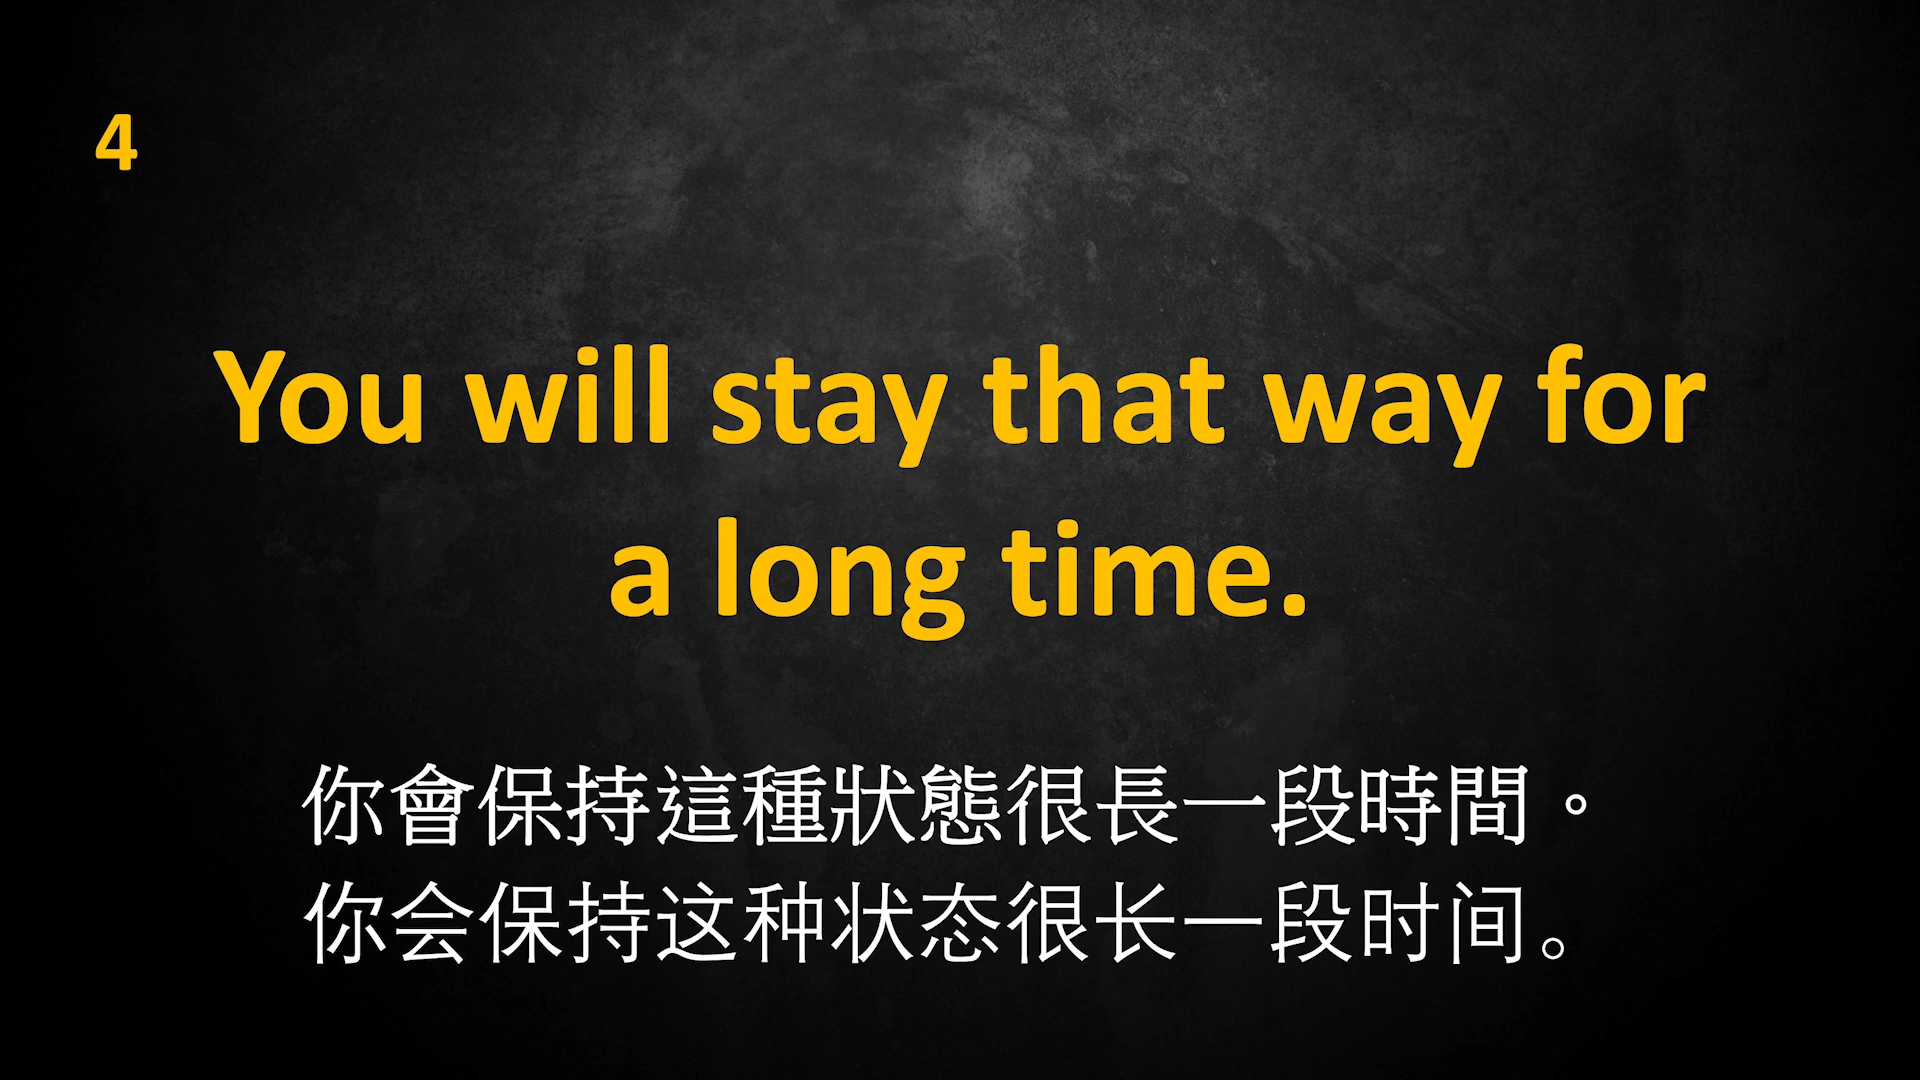 4
You will stay that way for
a long time.
你會保持這種狀態很長一段時間。
你会保持这种状态很长一段时间。